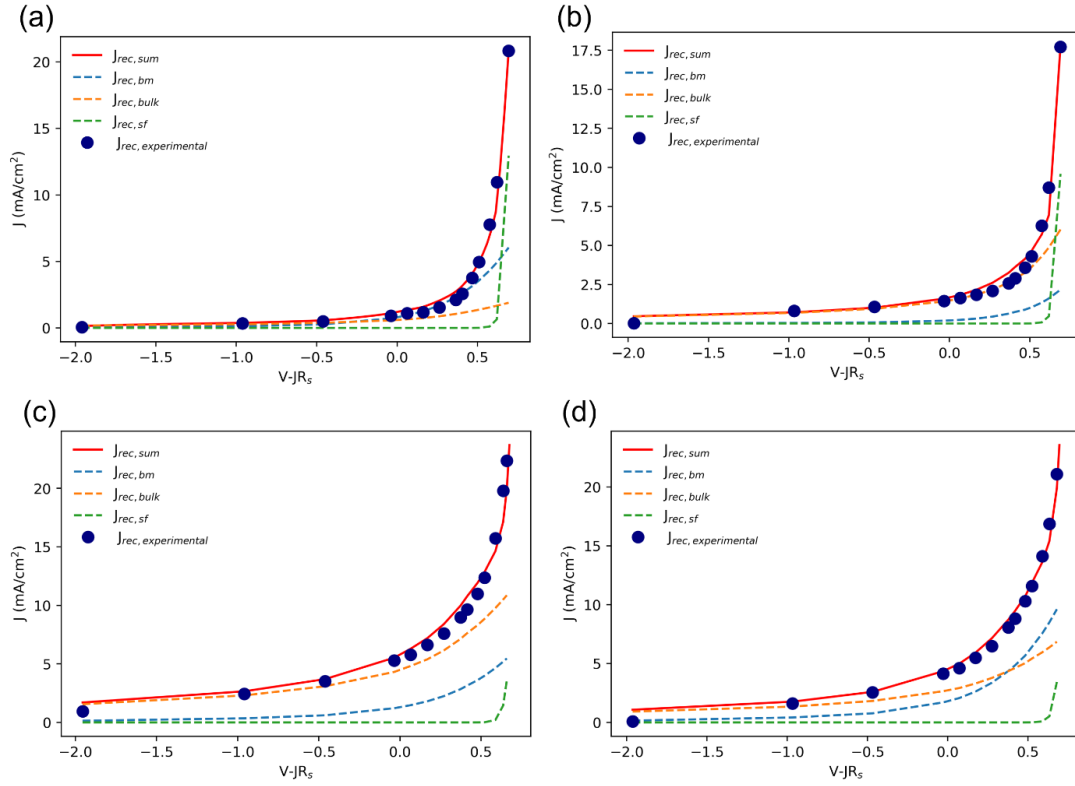 (a)
J (mA/cm²)
20
15
10
5
0
J_rec,sum
J_rec,bm
J_rec,bulk
J_rec,sf
J_rec,experimental
−2.0 −1.5 −1.0 −0.5 0.0 0.5
V-JR_s
(b)
J (mA/cm²)
17.5
15.0
12.5
10.0
7.5
5.0
2.5
0.0
J_rec,sum
J_rec,bm
J_rec,bulk
J_rec,sf
J_rec,experimental
−2.0 −1.5 −1.0 −0.5 0.0 0.5
V-JR_s
(c)
J (mA/cm²)
20
15
10
5
0
J_rec,sum
J_rec,bm
J_rec,bulk
J_rec,sf
J_rec,experimental
−2.0 −1.5 −1.0 −0.5 0.0 0.5
V-JR_s
(d)
J (mA/cm²)
20
15
10
5
0
J_rec,sum
J_rec,bm
J_rec,bulk
J_rec,sf
J_rec,experimental
−2.0 −1.5 −1.0 −0.5 0.0 0.5
V-JR_s